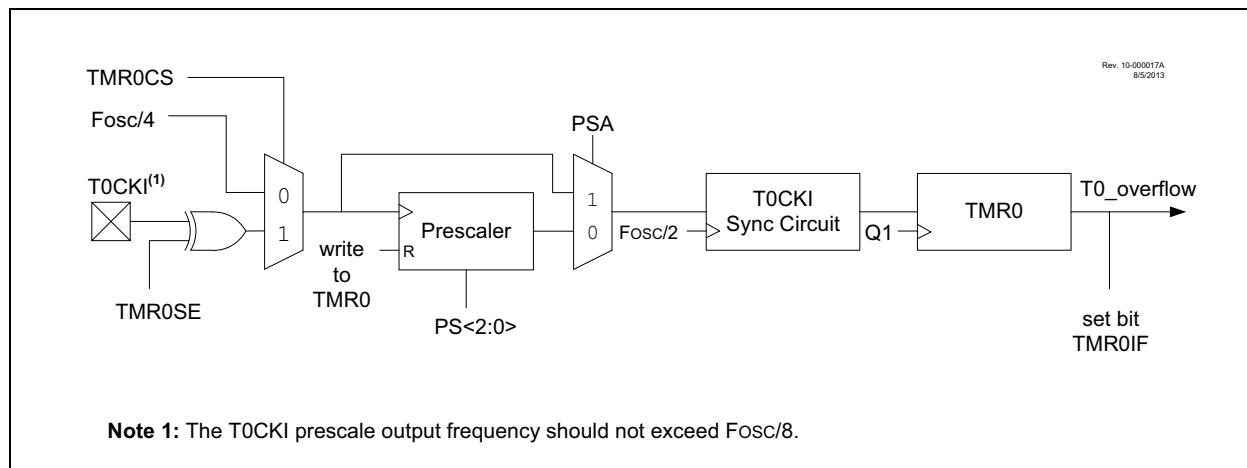 Rev. 10-000017A
8/5/2013
TMR0CS
Fosc/4
PSA
T0CKI(1)
0
1
1
0
T0CKI
Sync Circuit
TMR0
T0_overflow
Prescaler
R
FOSC/2
Q1
write
to
TMR0
TMR0SE
PS<2:0>
set bit
TMR0IF
Note 1: The T0CKI prescale output frequency should not exceed FOSC/8.